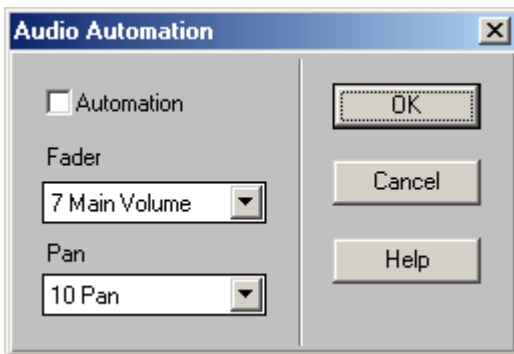 Audio Automation
Automation
Fader
7 Main Volume
Pan
10 Pan
OK
Cancel
Help